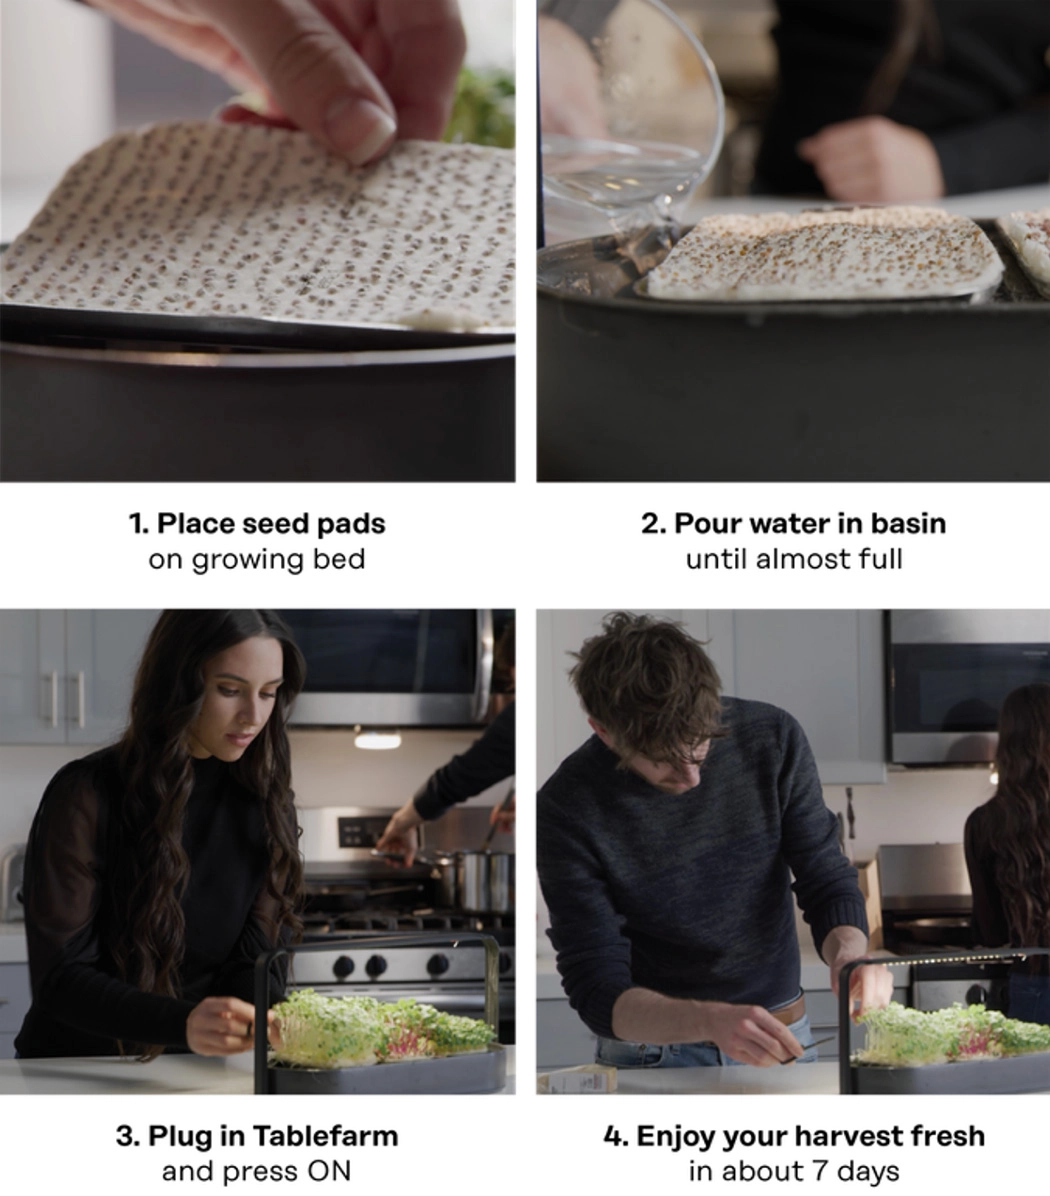 1. Place seed pads
on growing bed
2. Pour water in basin
until almost full
3. Plug in Tablefarm
and press ON
4. Enjoy your harvest fresh
in about 7 days